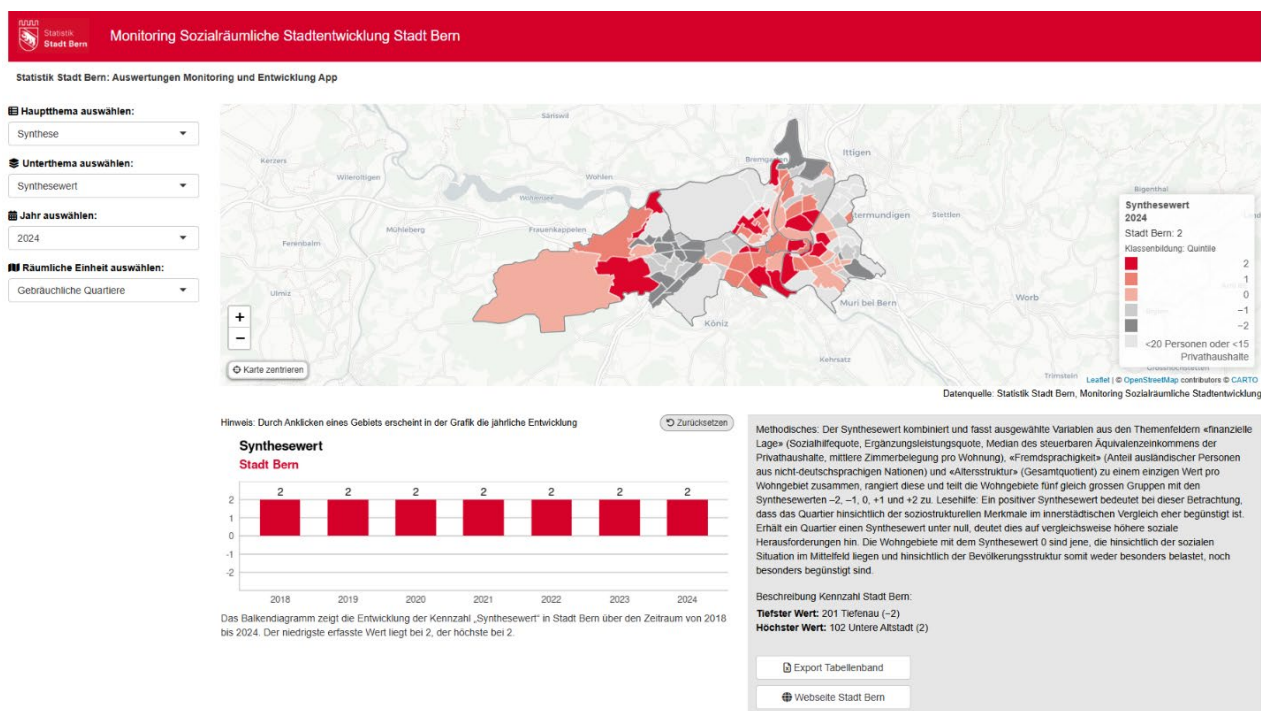 Statistik
Stadt Bern
Monitoring Sozialräumliche Stadtentwicklung Stadt Bern
Statistik Stadt Bern: Auswertungen Monitoring und Entwicklung App
Hauptthema auswählen:
Synthese
Unterthema auswählen:
Synthesewert
Jahr auswählen:
2024
Räumliche Einheit auswählen:
Gebräuchliche Quartiere
Säriswil
Kerzers
Wileroltigen
Wohlen
Bremgarten
Ittigen
Bigenthal
Wohlensee
Mühleberg
Frauenkappelen
Ferenbalm
Ostermundigen
Stettlen
Ulmiz
Muri bei Bern
Worb
Köniz
Kehrsatz
Trimstein
+
−
Karte zentrieren
Synthesewert
2024
Stadt Bern: 2
Klassenbildung: Quintile
2
1
0
−1
−2
<20 Personen oder <15
Privathaushalte
Leaflet | © OpenStreetMap contributors © CARTO
Datenquelle: Statistik Stadt Bern, Monitoring Sozialräumliche Stadtentwicklung
Hinweis: Durch Anklicken eines Gebiets erscheint in der Grafik die jährliche Entwicklung
Zurücksetzen
Synthesewert
Stadt Bern
2 2 2 2 2 2 2
2
1
0
-1
-2
2018 2019 2020 2021 2022 2023 2024
Das Balkendiagramm zeigt die Entwicklung der Kennzahl „Synthesewert" in Stadt Bern über den Zeitraum von 2018
bis 2024. Der niedrigste erfasste Wert liegt bei 2, der höchste bei 2.
Methodisches: Der Synthesewert kombiniert und fasst ausgewählte Variablen aus den Themenfeldern «finanzielle
Lage» (Sozialhilfequote, Ergänzungsleistungsquote, Median des steuerbaren Äquivalenzeinkommens der
Privathaushalte, mittlere Zimmerbelegung pro Wohnung), «Fremdsprachigkeit» (Anteil ausländischer Personen
aus nicht-deutschsprachigen Nationen) und «Altersstruktur» (Gesamtquotient) zu einem einzigen Wert pro
Wohngebiet zusammen, rangiert diese und teilt die Wohngebiete fünf gleich grossen Gruppen mit den
Synthesewerten –2, –1, 0, +1 und +2 zu. Lesehilfe: Ein positiver Synthesewert bedeutet bei dieser Betrachtung,
dass das Quartier hinsichtlich der soziostrukturellen Merkmale im innerstädtischen Vergleich eher begünstigt ist.
Erhält ein Quartier einen Synthesewert unter null, deutet dies auf vergleichsweise höhere soziale
Herausforderungen hin. Die Wohngebiete mit dem Synthesewert 0 sind jene, die hinsichtlich der sozialen
Situation im Mittelfeld liegen und hinsichtlich der Bevölkerungsstruktur somit weder besonders belastet, noch
besonders begünstigt sind.
Beschreibung Kennzahl Stadt Bern:
Tiefster Wert: 201 Tiefenau (−2)
Höchster Wert: 102 Untere Altstadt (2)
Export Tabellenband
Webseite Stadt Bern